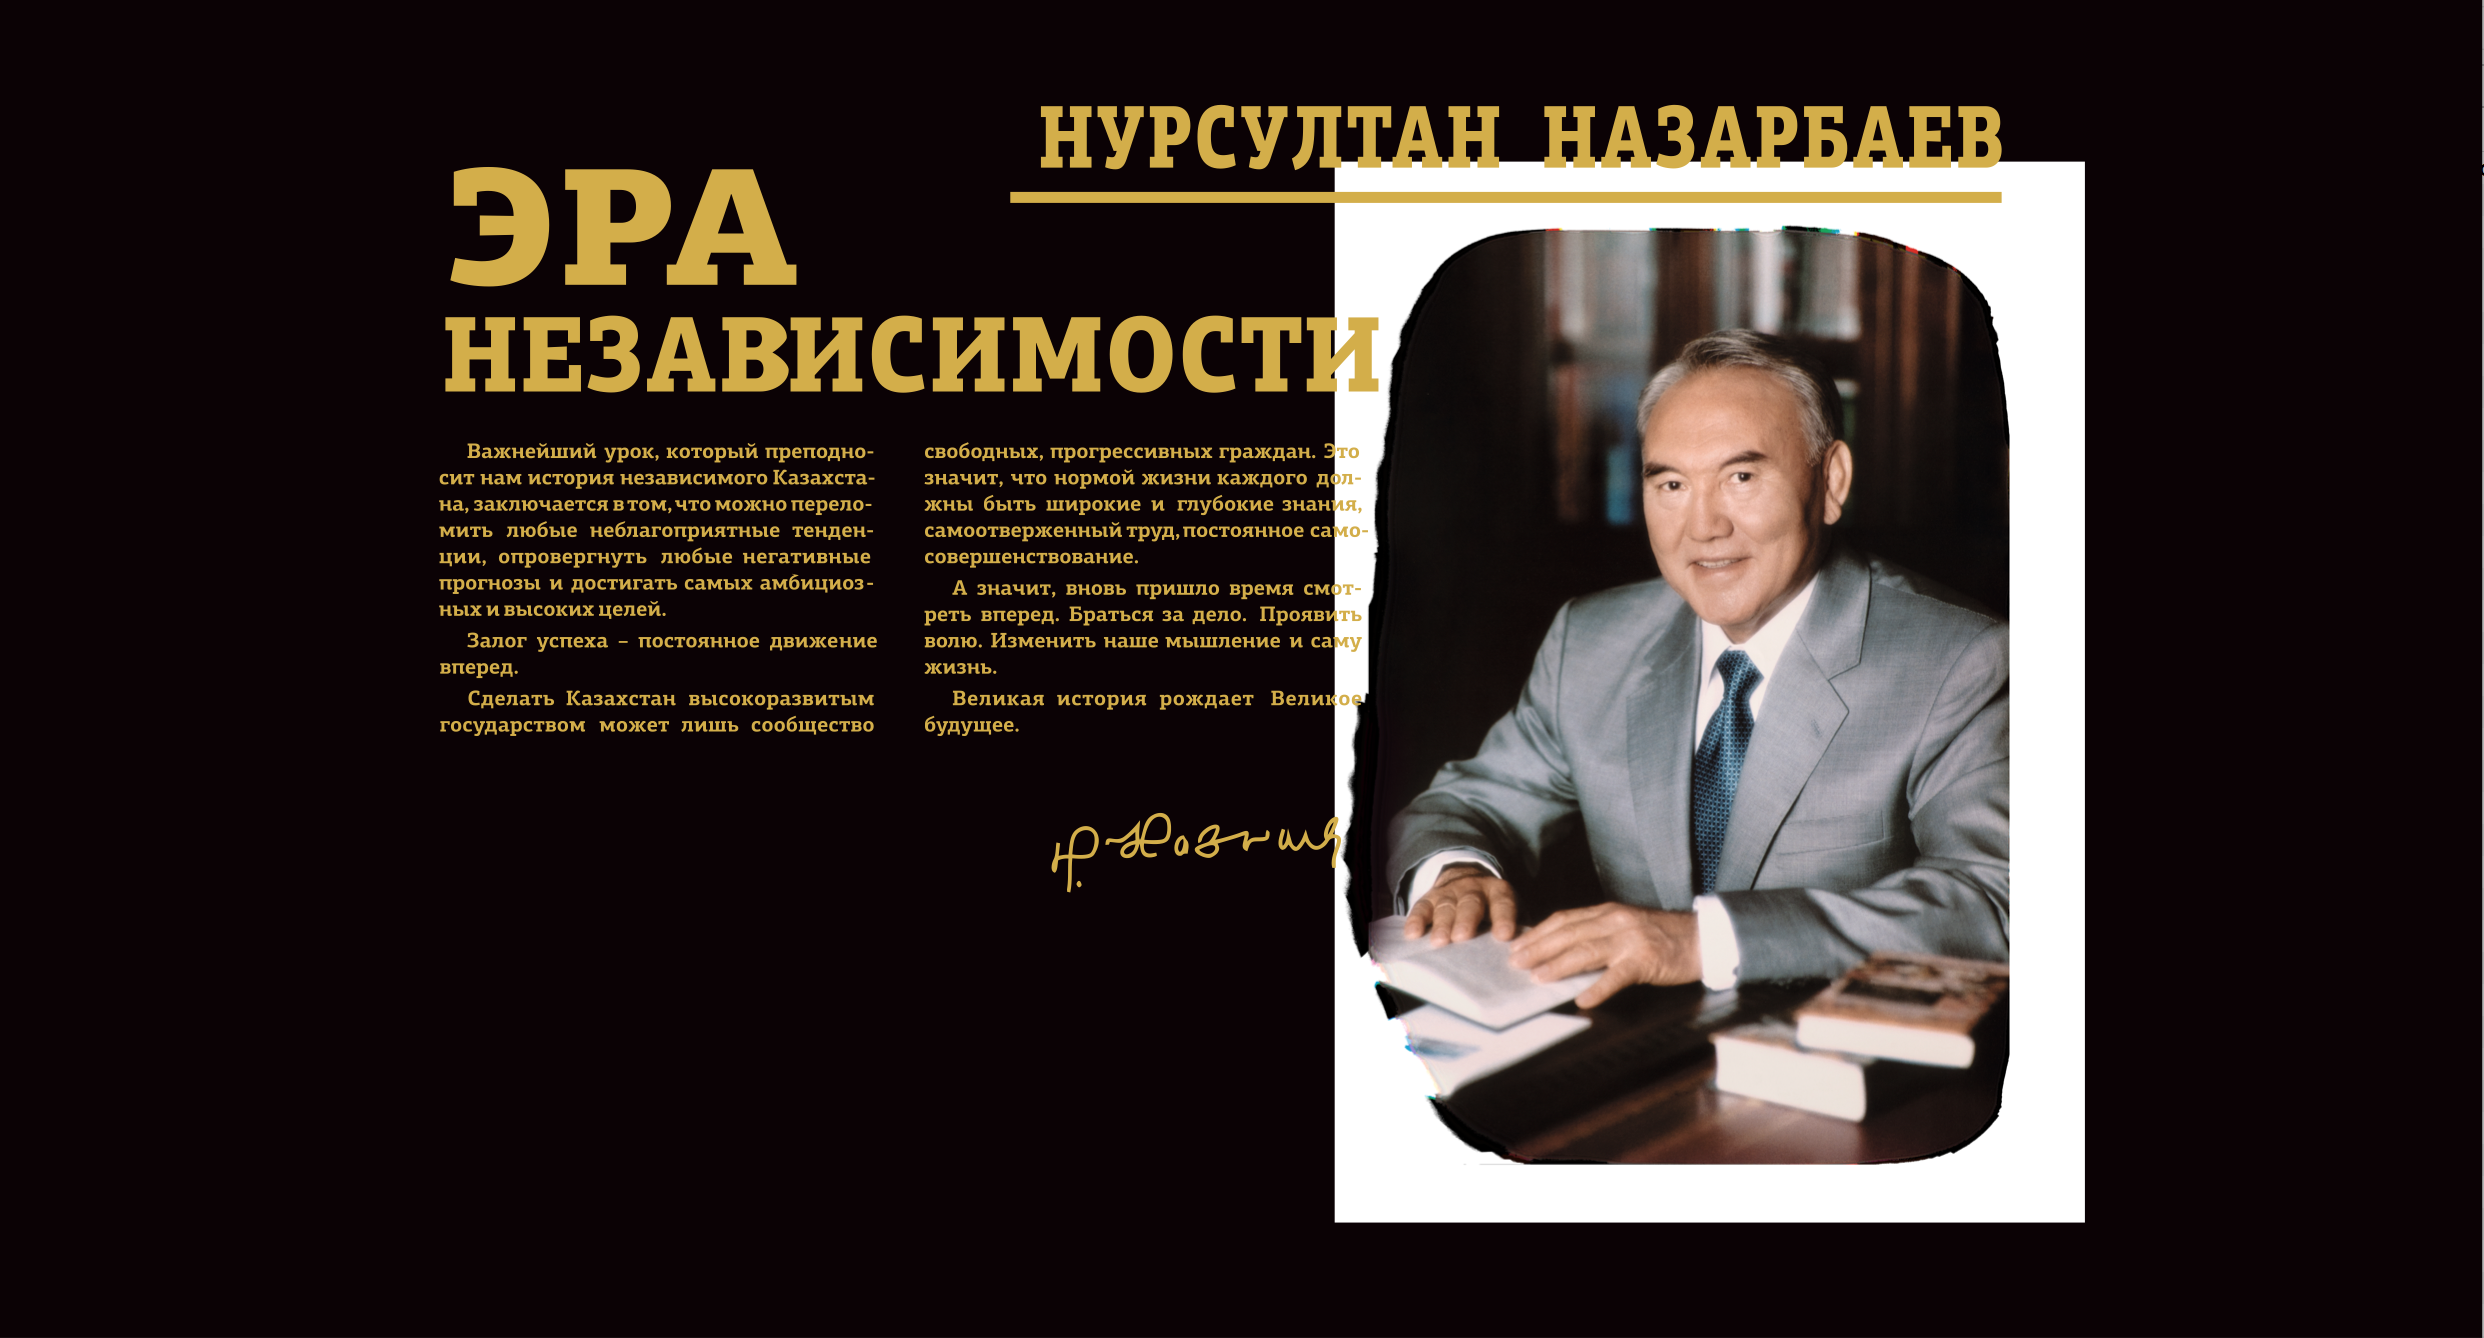 НУРСУЛТАН НАЗАРБАЕВ
ЭРА
НЕЗАВИСИМОСТИ
Важнейший урок, который преподно-
сит нам история независимого Казахста-
на, заключается в том, что можно перело-
мить любые неблагоприятные тенден-
ции, опровергнуть любые негативные
прогнозы и достигать самых амбициоз-
ных и высоких целей.
Залог успеха – постоянное движение
вперед.
Сделать Казахстан высокоразвитым
государством может лишь сообщество
свободных, прогрессивных граждан. Это
значит, что нормой жизни каждого дол-
жны быть широкие и глубокие знания,
самоотверженный труд, постоянное само-
совершенствование.
А значит, вновь пришло время смот-
реть вперед. Браться за дело. Проявить
волю. Изменить наше мышление и саму
жизнь.
Великая история рождает Великое
будущее.